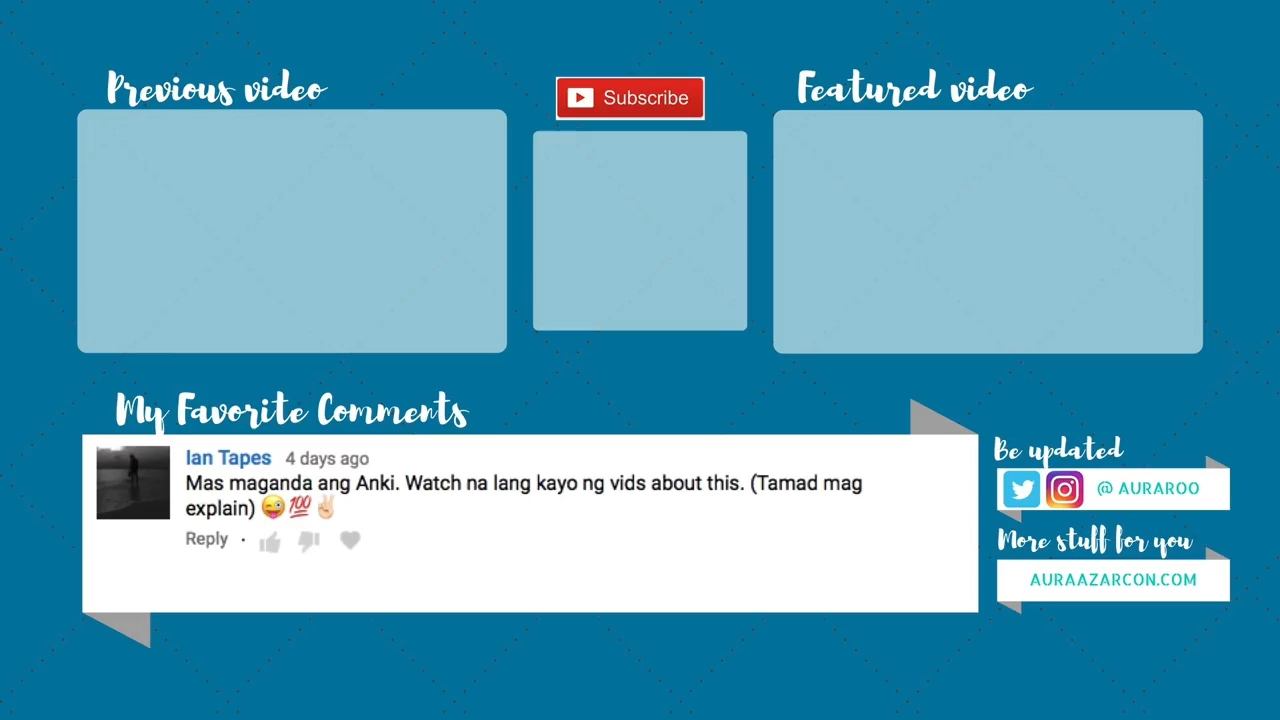 Previous video
Subscribe
Featured video
My Favorite Comments
Ian Tapes 4 days ago
Mas maganda ang Anki. Watch na lang kayo ng vids about this. (Tamad mag
explain) 😜💯✌🏻
Reply ·
Be updated
@ AURAROO
More stuff for you
AURAAZARCON.COM